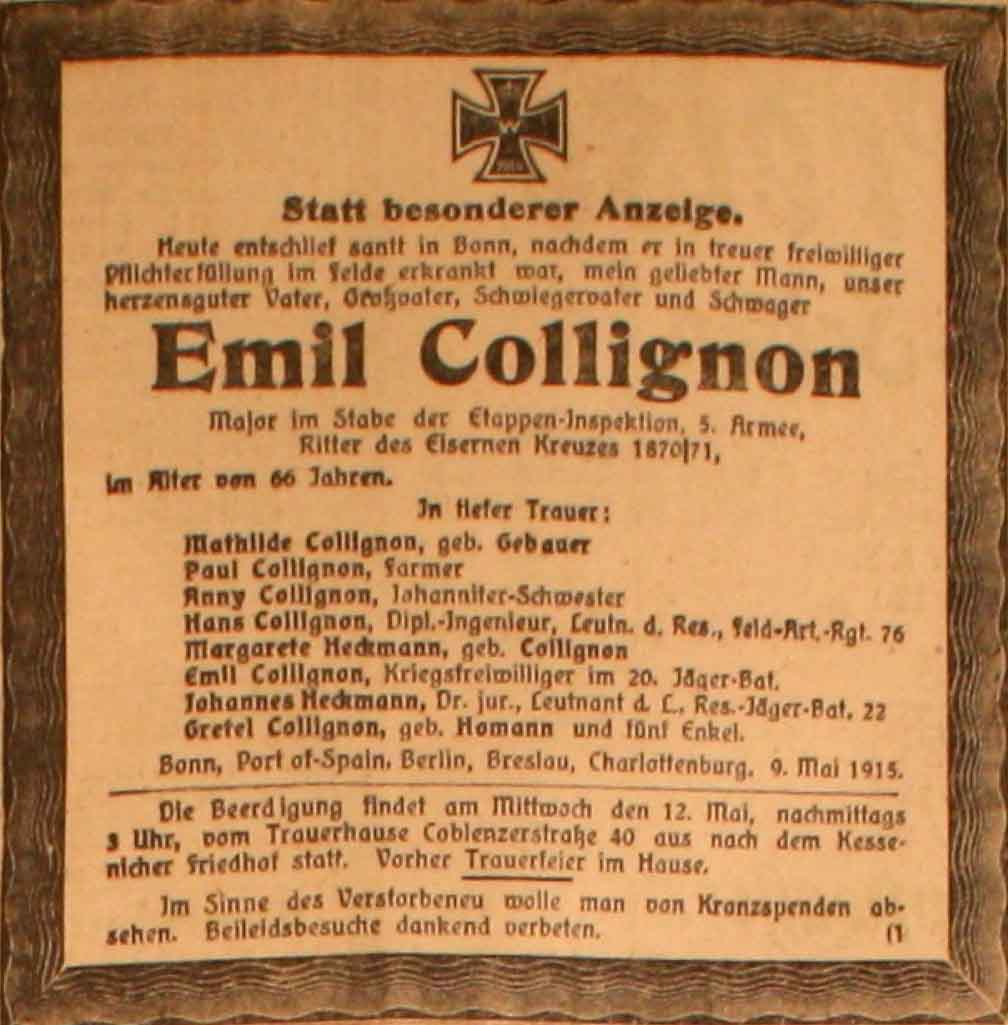 W
Statt besonderer Anzeige.
Heute entschlief sanft in Bonn, nachdem er in treuer freiwilliger
Pflichterfüllung im Felde erkrankt war, mein geliebter Mann, unser
herzensguter Vater, Großvater, Schwiegervater und Schwager
Emil Collignon
Major im Stabe der Etappen-Inspektion, 5. Armee,
Ritter des Eisernen Kreuzes 1870/71,
im Alter von 66 Jahren.
In tiefer Trauer:
Mathilde Collignon, geb. Gebauer
Paul Collignon, Farmer
Anny Collignon, Johanniter-Schwester
Hans Collignon, Dipl.-Ingenieur, Leutn. d. Res., Feld-Art.-Rgt. 76
Margarete Heckmann, geb. Collignon
Emil Collignon, Kriegsfreiwilliger im 20. Jäger-Bat.
Johannes Heckmann, Dr. jur., Leutnant d. L., Res.-Jäger-Bat. 22
Gretel Collignon, geb. Homann und fünf Enkel.
Bonn, Port of-Spain, Berlin, Breslau, Charlottenburg. 9. Mai 1915.
Die Beerdigung findet am Mittwoch den 12. Mai, nachmittags
3 Uhr, vom Trauerhause Coblenzerstraße 40 aus nach dem Kesse-
nicher Friedhof statt. Vorher Trauerfeier im Hause.
Im Sinne des Verstorbeneu wolle man von Kranzspenden ab-
sehen. Beileidsbesuche dankend verbeten. (1